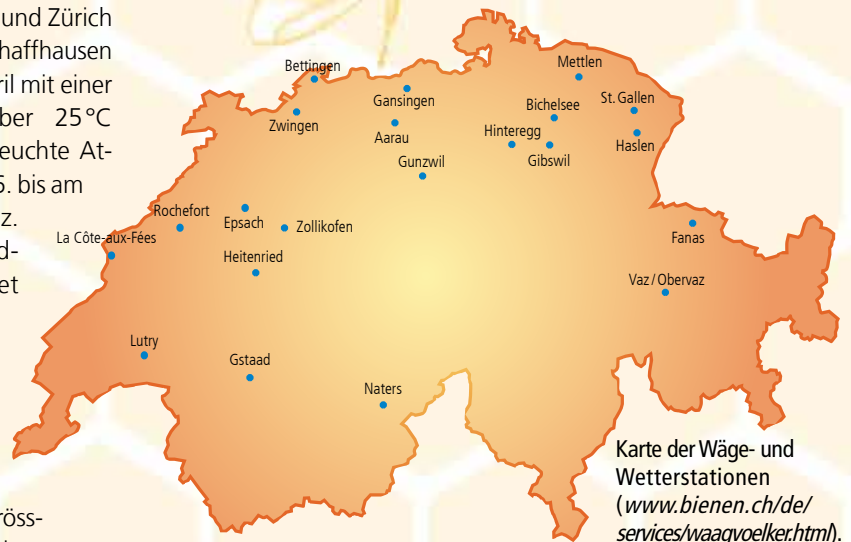 und Zürich
haffhausen
ril mit einer
ber 25 °C
euchte At-
. bis am
z.
d-
et
röss-
Bettingen
Mettlen
Gansingen
Zwingen
Aarau
Bichelsee
St. Gallen
Hinteregg
Haslen
Gibswil
Gunzwil
Rochefort
Epsach
Zollikofen
La Côte-aux-Fées
Heitenried
Fanas
Vaz / Obervaz
Lutry
Gstaad
Naters
Karte der Wäge- und
Wetterstationen
(www.bienen.ch/de/
services/waagvoelker.html).